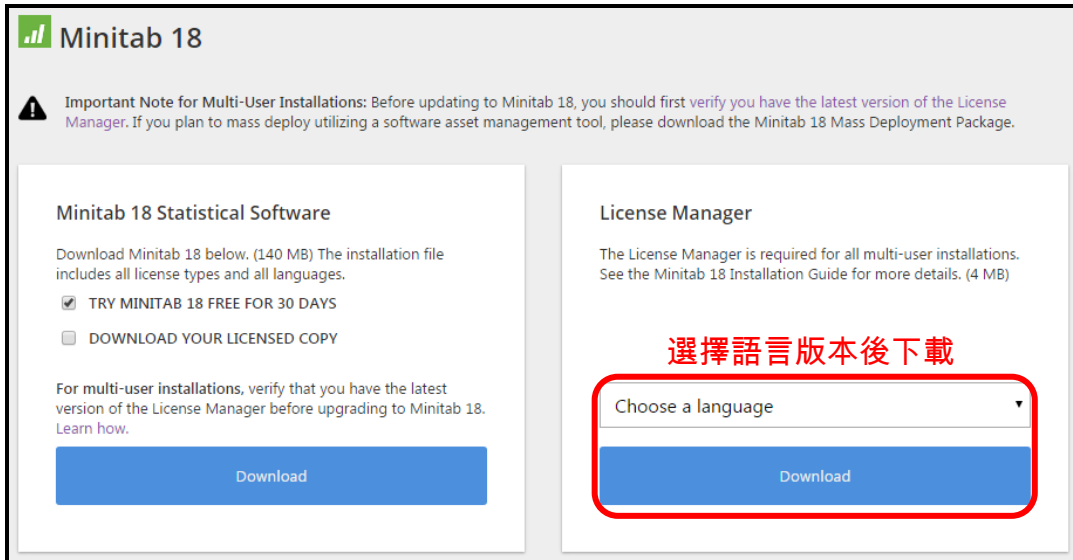 Minitab 18
Important Note for Multi-User Installations: Before updating to Minitab 18, you should first verify you have the latest version of the License
Manager. If you plan to mass deploy utilizing a software asset management tool, please download the Minitab 18 Mass Deployment Package.
Minitab 18 Statistical Software
Download Minitab 18 below. (140 MB) The installation file
includes all license types and all languages.
TRY MINITAB 18 FREE FOR 30 DAYS
DOWNLOAD YOUR LICENSED COPY
For multi-user installations, verify that you have the latest
version of the License Manager before upgrading to Minitab 18.
Learn how.
Download
License Manager
The License Manager is required for all multi-user installations.
See the Minitab 18 Installation Guide for more details. (4 MB)
選擇語言版本後下載
Choose a language
Download